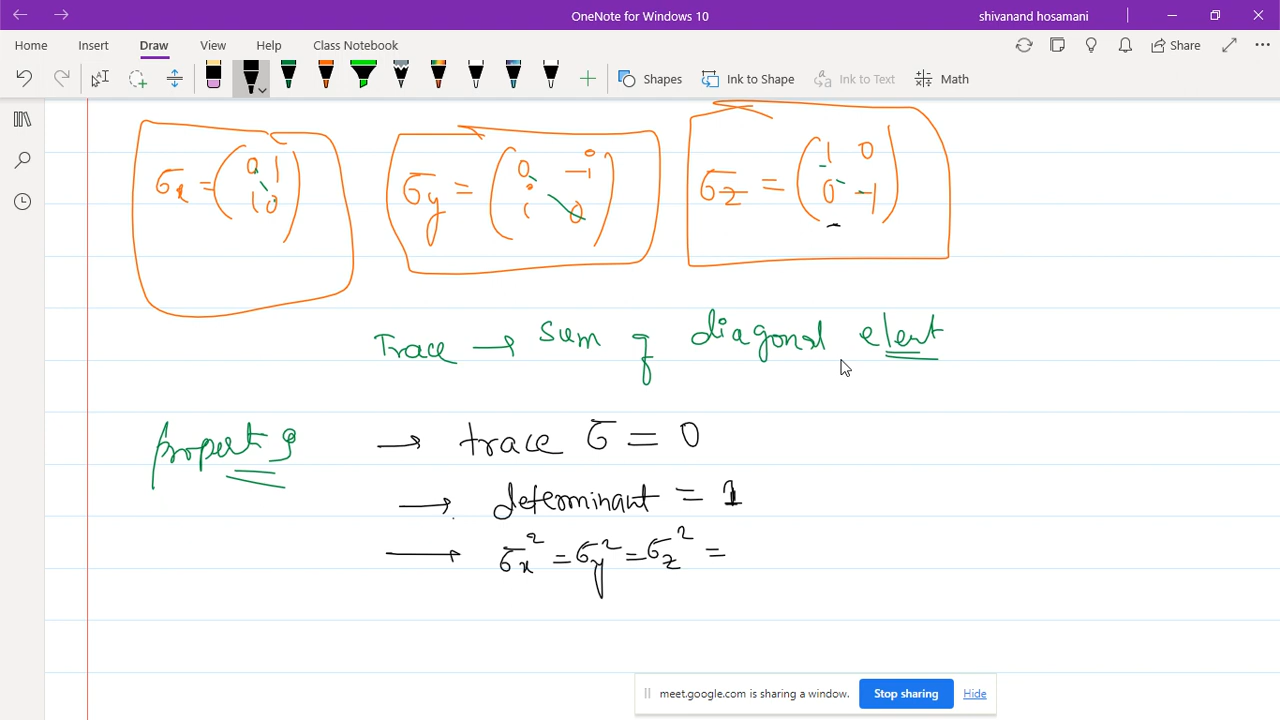 OneNote for Windows 10
shivanand hosamani
Home Insert Draw View Help Class Notebook
Share
Shapes Ink to Shape Ink to Text Math
σx = (0 1
1 0)
σy = (0 -i
i 0)
σz = (1 0
0 -1)
Trace → Sum of diagonal elent
→ trace σ = 0
→ determinant = 1
→ σx² = σy² = σz² =
meet.google.com is sharing a window. Stop sharing Hide